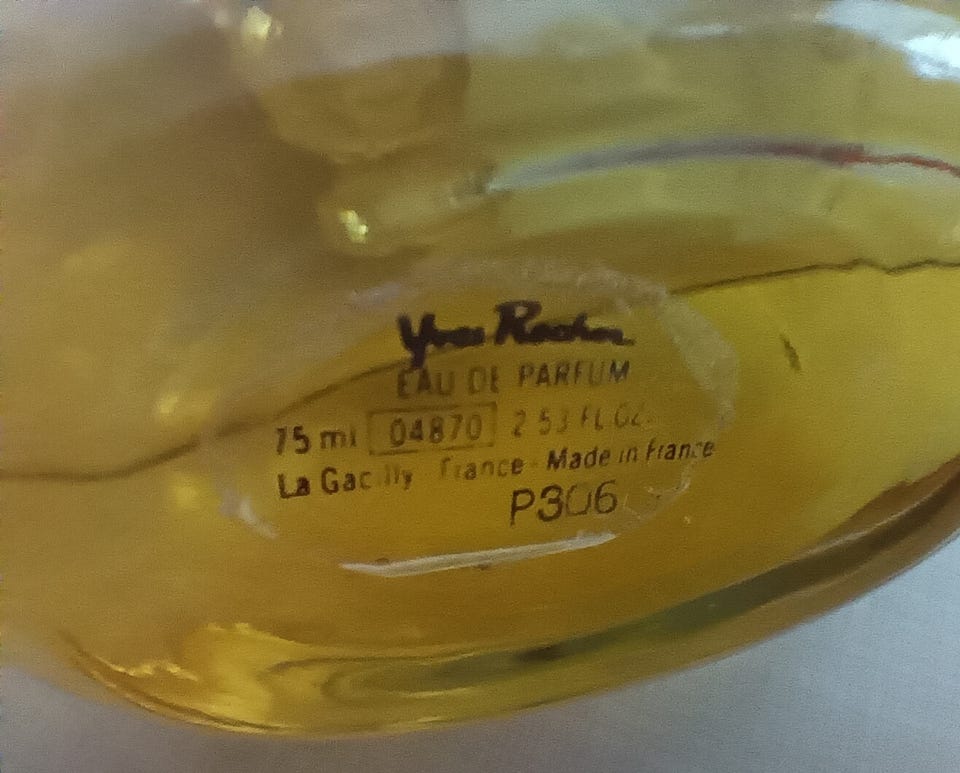 Yves Rocher
EAU DE PARFUM
75 ml 04870 2 53 FL OZ.
La Gacilly France - Made in France
P306